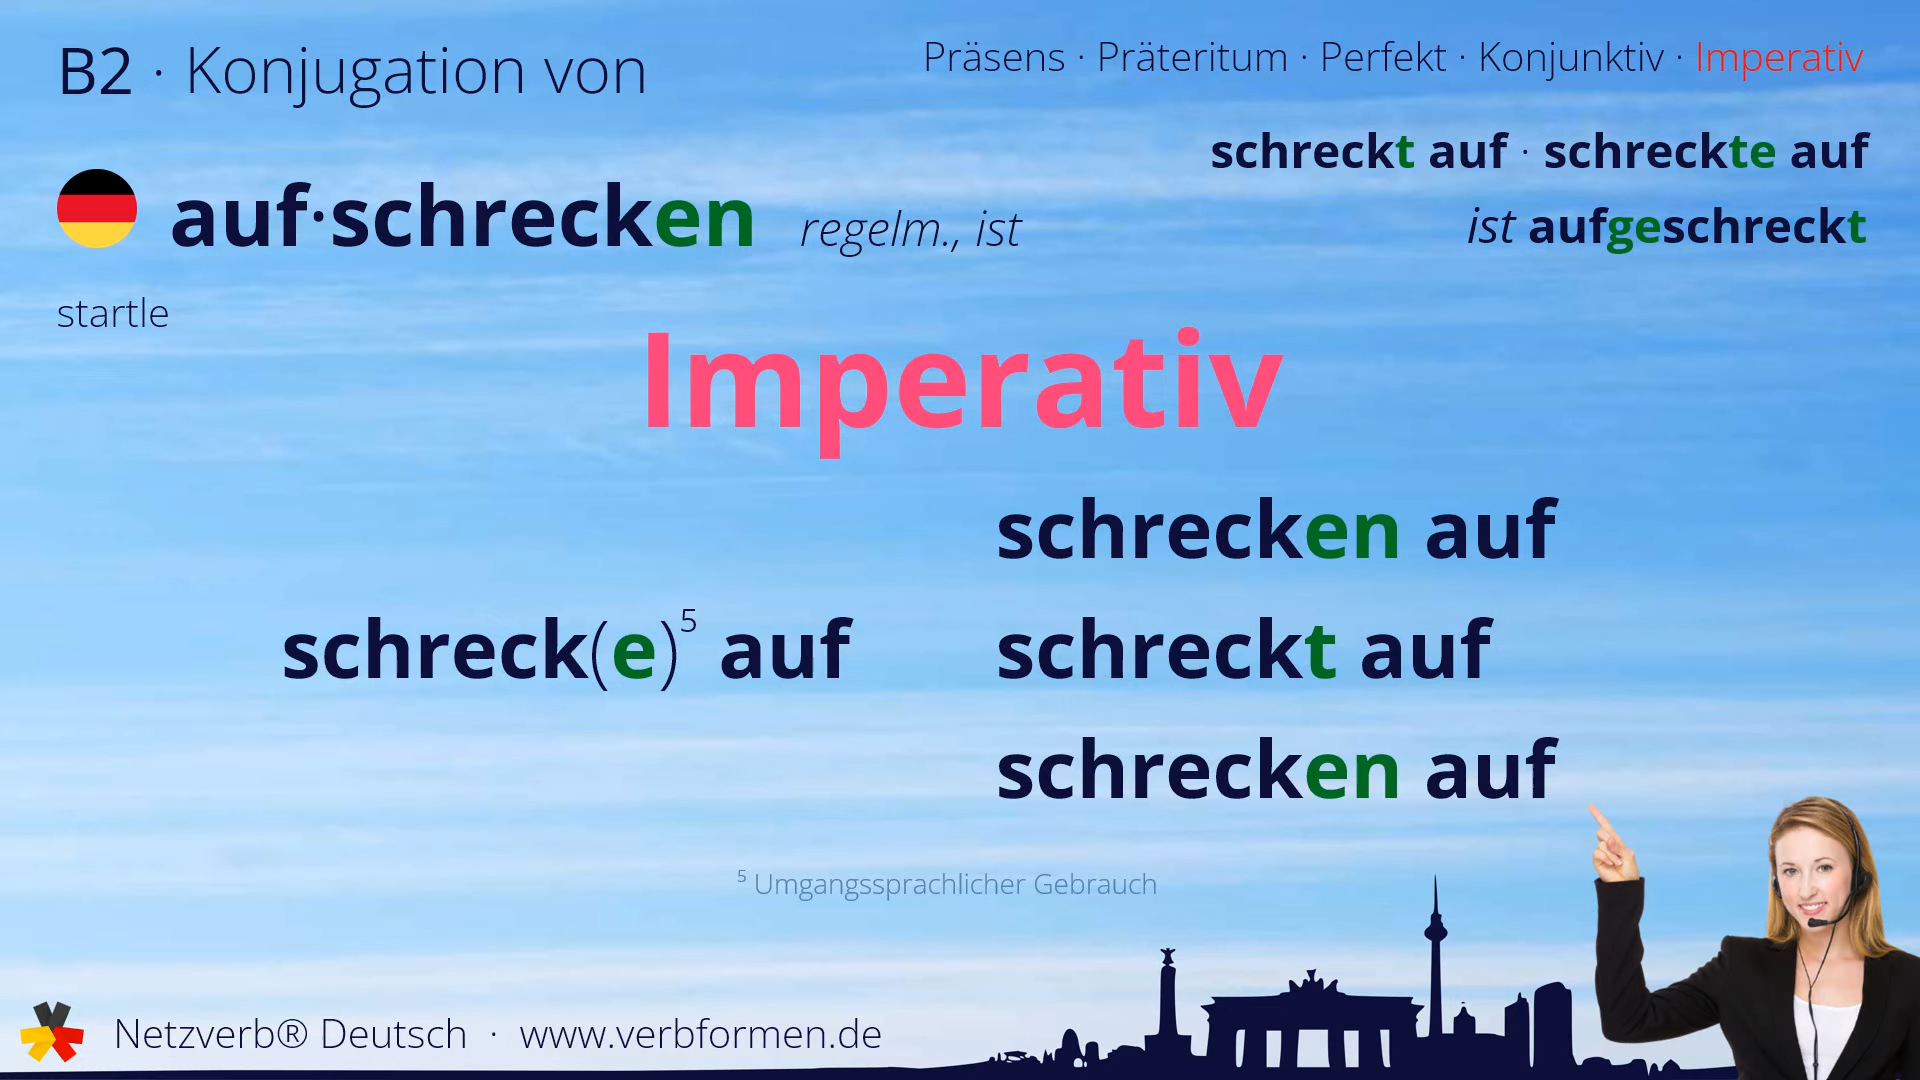 B2 · Konjugation von
Präsens · Präteritum · Perfekt · Konjunktiv · Imperativ
auf·schrecken regelm., ist
schreckt auf · schreckte auf
ist aufgeschreckt
startle
Imperativ
schrecken auf
schreck(e)⁵ auf
schreckt auf
schrecken auf
⁵ Umgangssprachlicher Gebrauch
Netzverb® Deutsch · www.verbformen.de